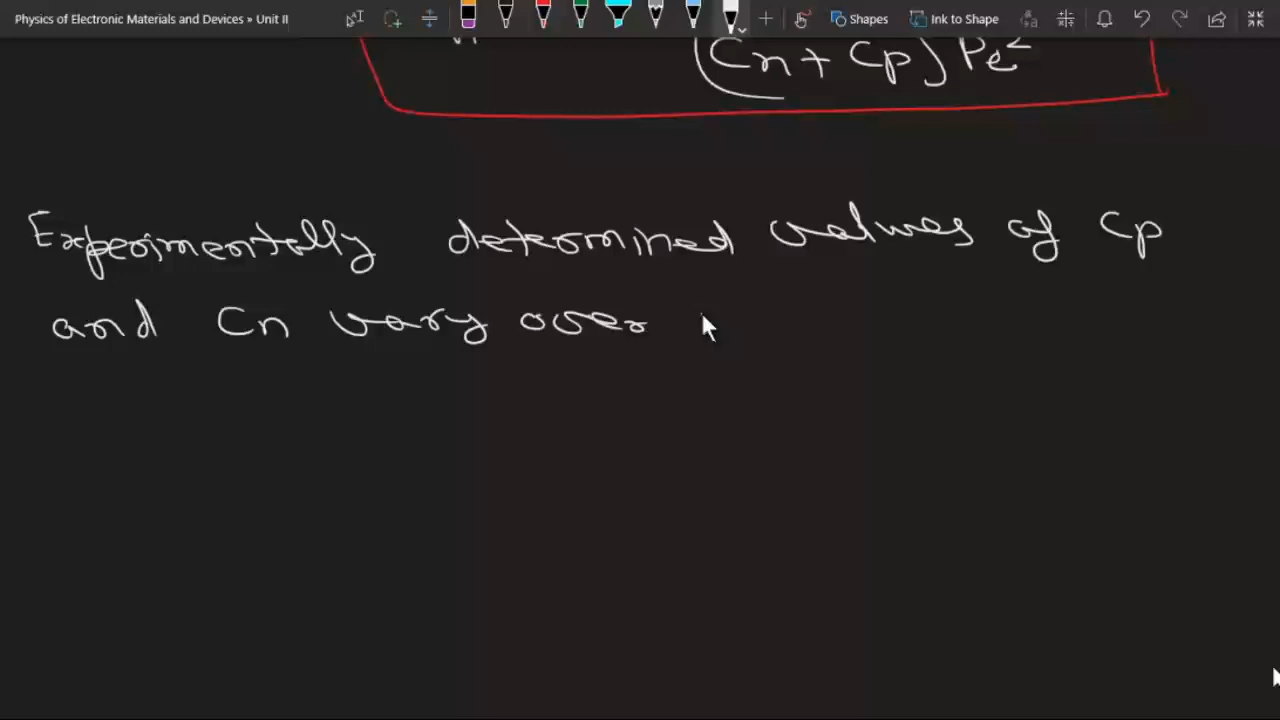 Physics of Electronic Materials and Devices » Unit II
Shapes
Ink to Shape
(Cn + Cp) Pe²
Experimentally determined values of Cp
and Cn vary over